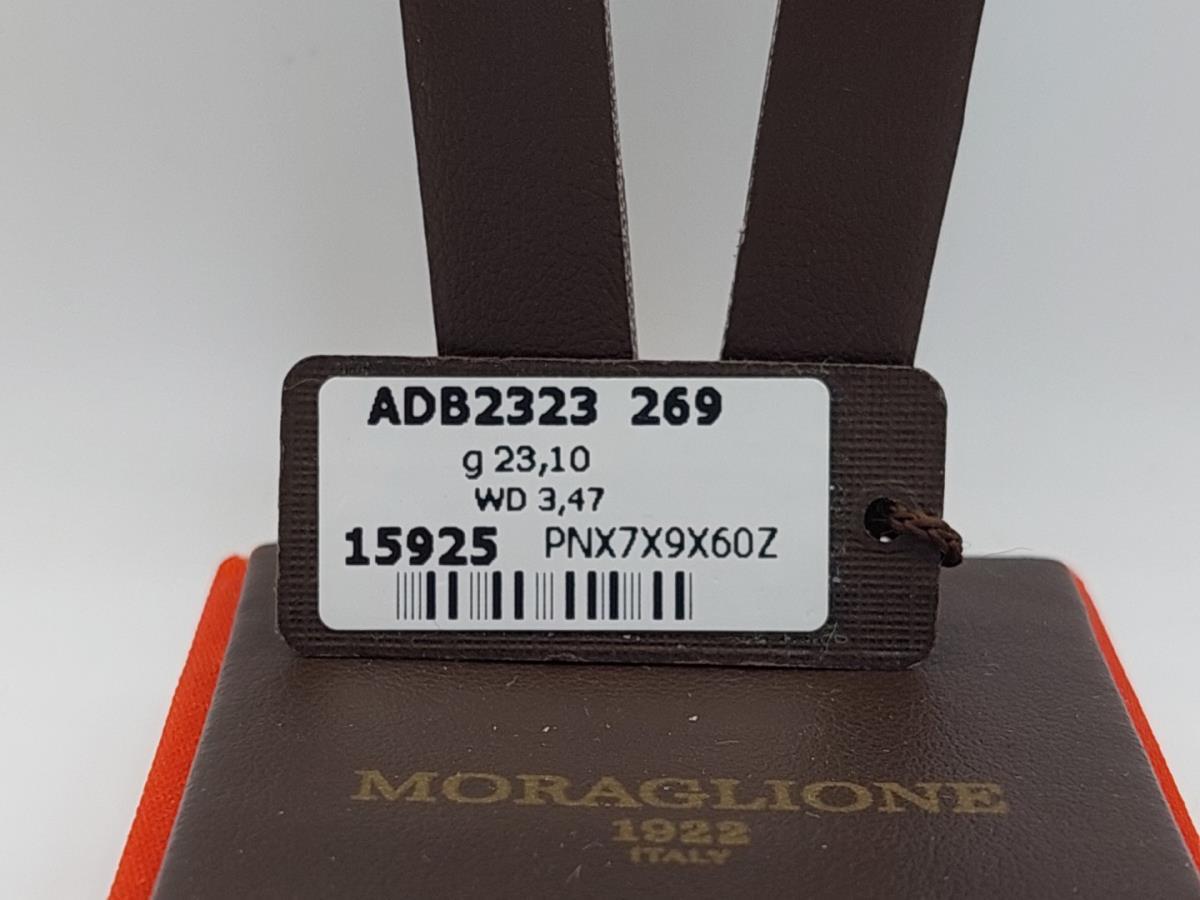 ADB2323 269
g 23,10
WD 3,47
15925 PNX7X9X60Z
MORAGLIONE
1922
ITALY